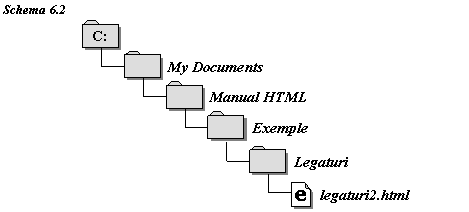 Schema 6.2
C:
My Documents
Manual HTML
Exemple
Legaturi
e legaturi2.html